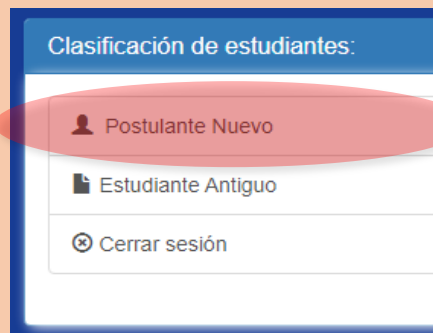 Clasificación de estudiantes:
Postulante Nuevo
Estudiante Antiguo
Cerrar sesión